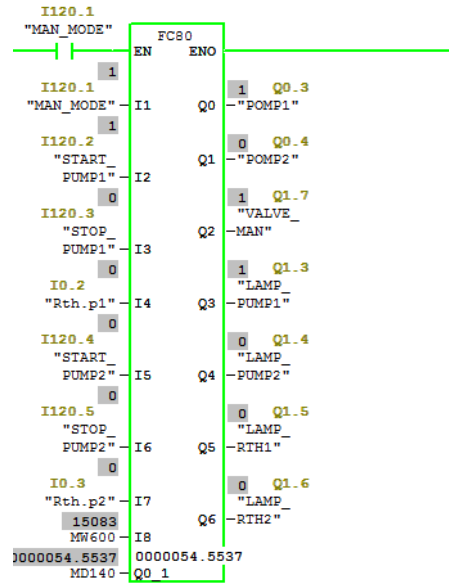 I120.1
"MAN_MODE"
FC80
EN ENO
1
I120.1
"MAN_MODE" I1
1
I120.2
"START_
PUMP1" I2
0
I120.3
"STOP_
PUMP1" I3
0
I0.2
"Rth.p1" I4
0
I120.4
"START_
PUMP2" I5
0
I120.5
"STOP_
PUMP2" I6
0
I0.3
"Rth.p2" I7
15083
MW600 I8
0000054.5537 0000054.5537
MD140 Q0_1
1 Q0.3
Q0 "POMP1"
0 Q0.4
Q1 "POMP2"
1 Q1.7
"VALVE_
Q2 MAN"
1 Q1.3
"LAMP_
Q3 PUMP1"
0 Q1.4
"LAMP_
Q4 PUMP2"
0 Q1.5
"LAMP_
Q5 RTH1"
0 Q1.6
"LAMP_
Q6 RTH2"